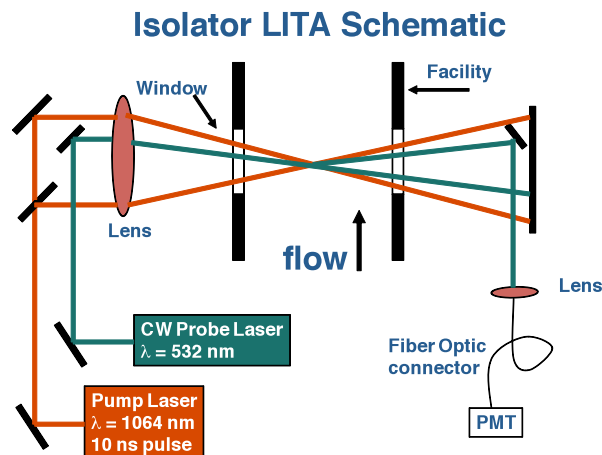 Isolator LITA Schematic
Window
Facility
Lens
flow
Lens
CW Probe Laser
λ = 532 nm
Fiber Optic
connector
Pump Laser
λ = 1064 nm
10 ns pulse
PMT